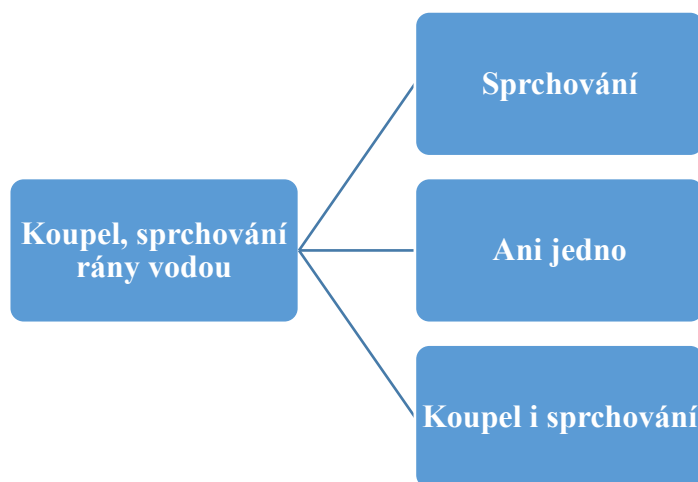 Koupel, sprchování
rány vodou
Sprchování
Ani jedno
Koupel i sprchování